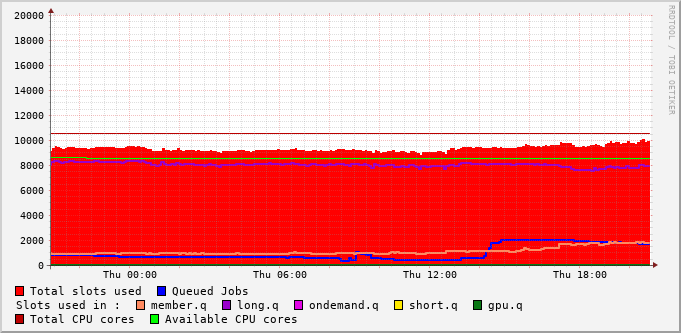 20000
18000
16000
14000
12000
10000
8000
6000
4000
2000
0
Thu 00:00 Thu 06:00 Thu 12:00 Thu 18:00
RRDTOOL / TOBI OETIKER
Total slots used Queued Jobs
Slots used in : member.q long.q ondemand.q short.q gpu.q
Total CPU cores Available CPU cores